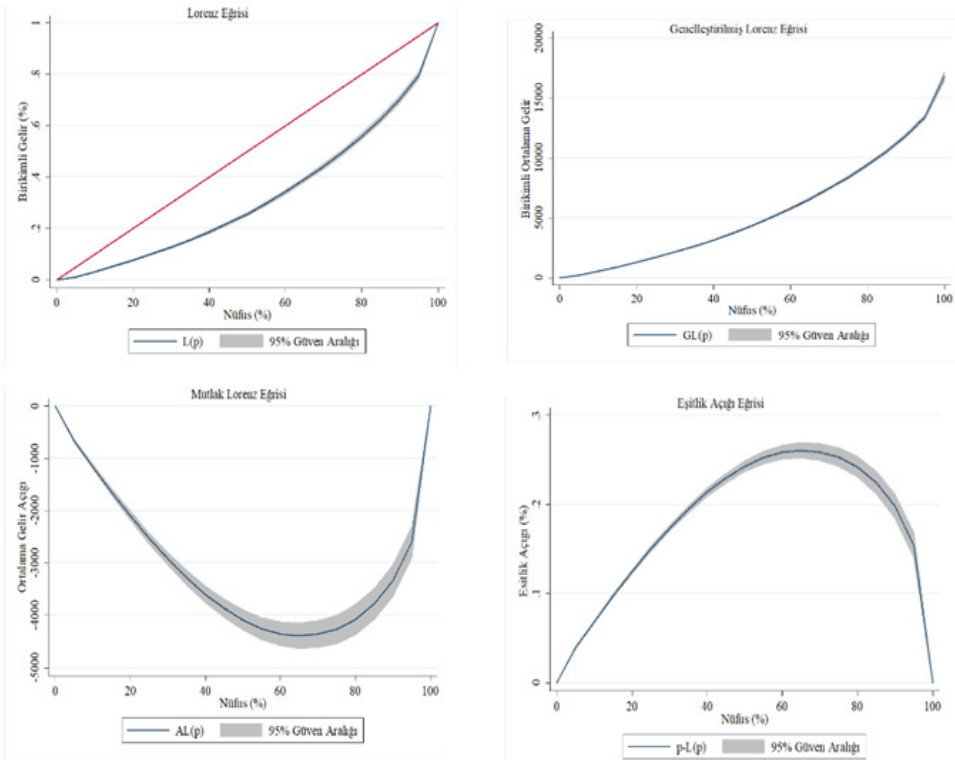 Lorenz Eğrisi
Birikimli Gelir (%)
1
.8
.6
.4
.2
0
0 20 40 60 80 100
Nüfus (%)
L(p) 95% Güven Aralığı
Genelleştirilmiş Lorenz Eğrisi
Birikimli Ortalama Gelir
20000
15000
10000
5000
0
0 20 40 60 80 100
Nüfus (%)
GL(p) 95% Güven Aralığı
Mutlak Lorenz Eğrisi
Ortalama Gelir Açığı
0
-1000
-2000
-3000
-4000
-5000
0 20 40 60 80 100
Nüfus (%)
AL(p) 95% Güven Aralığı
Eşitlik Açığı Eğrisi
Eşitlik Açığı (%)
.3
.2
.1
0
0 20 40 60 80 100
Nüfus (%)
p-L(p) 95% Güven Aralığı